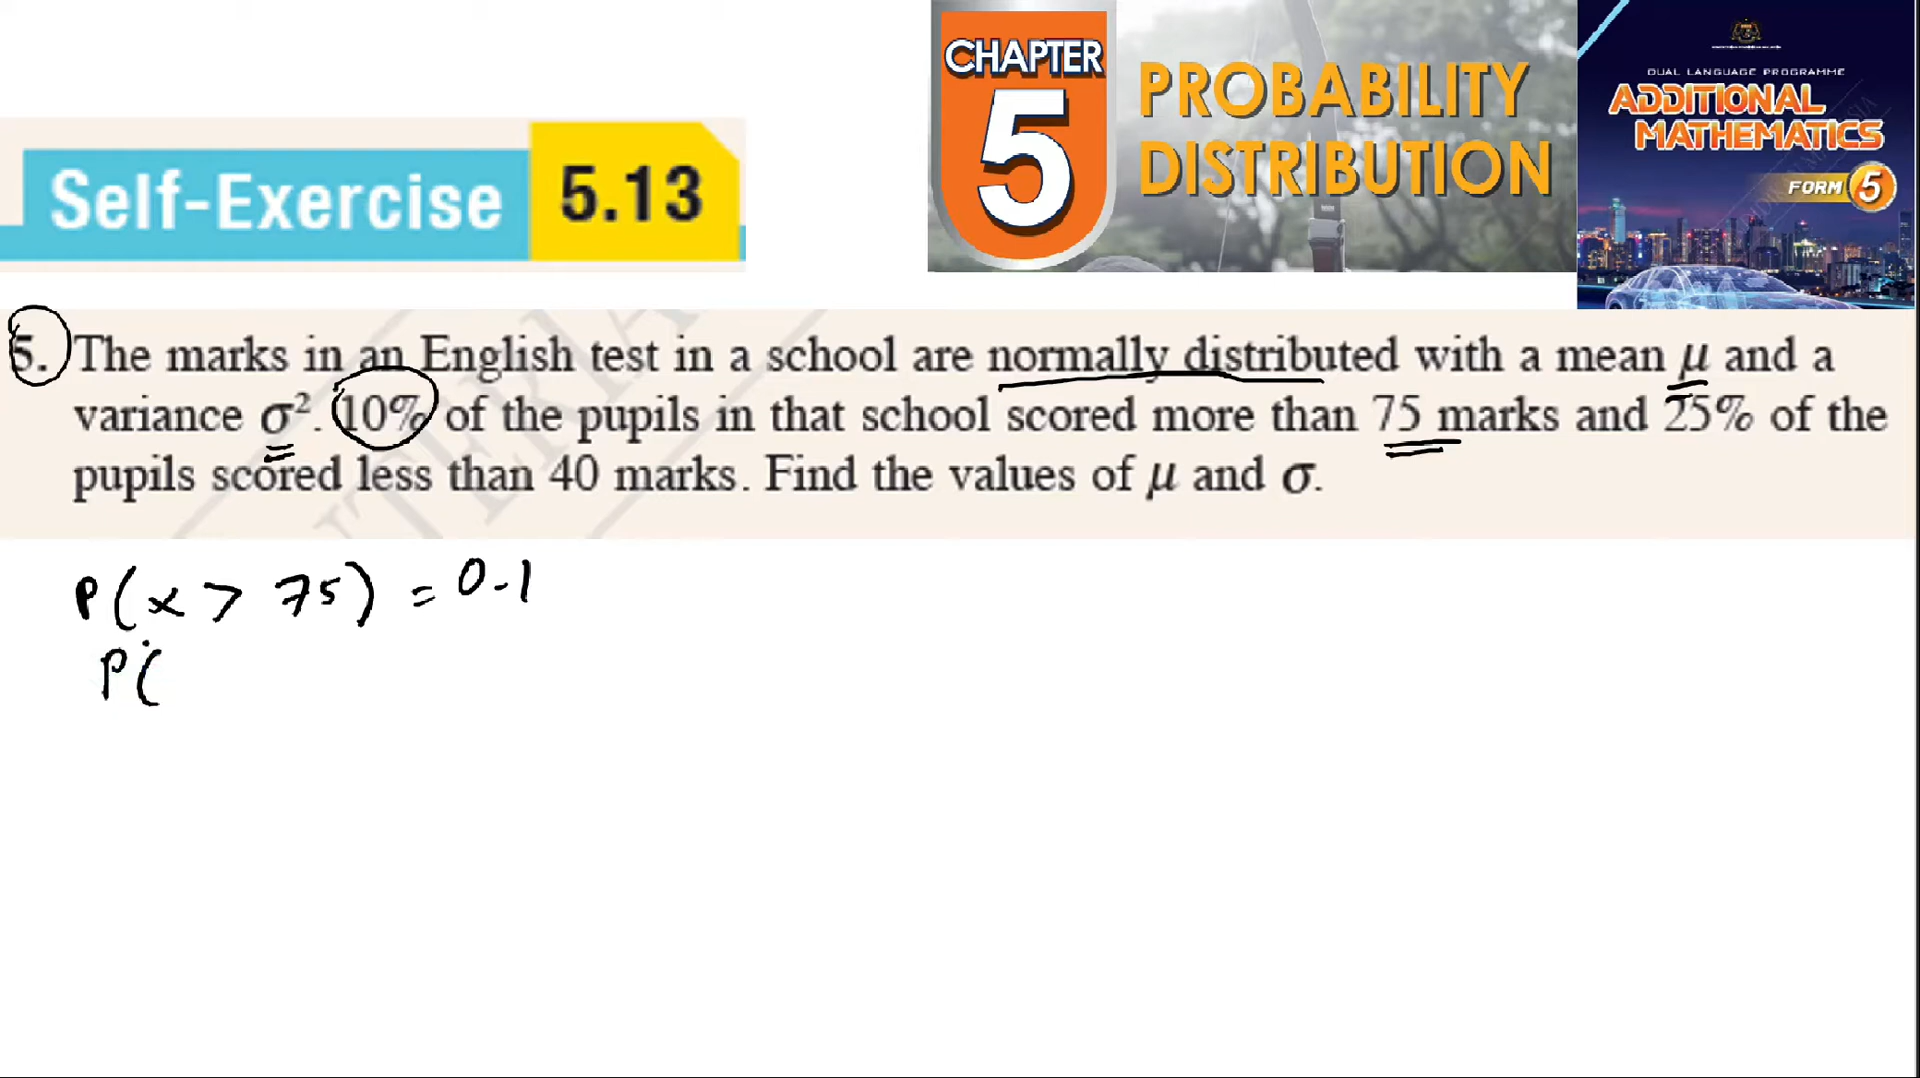 CHAPTER
5
PROBABILITY
DISTRIBUTION
DUAL LANGUAGE PROGRAMME
ADDITIONAL
MATHEMATICS
FORM 5
Self-Exercise 5.13
5. The marks in an English test in a school are normally distributed with a mean μ and a
variance σ². 10% of the pupils in that school scored more than 75 marks and 25% of the
pupils scored less than 40 marks. Find the values of μ and σ.
P(x > 75) = 0.1
P(